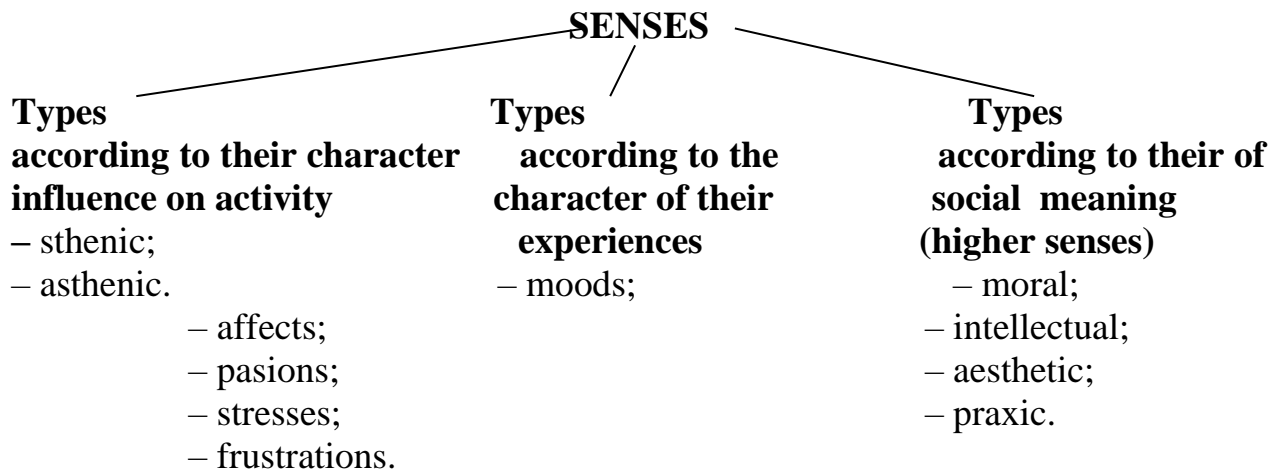 SENSES
Types
according to their character
influence on activity
– sthenic;
– asthenic.
Types
according to the
character of their
experiences
– moods;
– affects;
– pasions;
– stresses;
– frustrations.
Types
according to their of
social meaning
(higher senses)
– moral;
– intellectual;
– aesthetic;
– praxic.